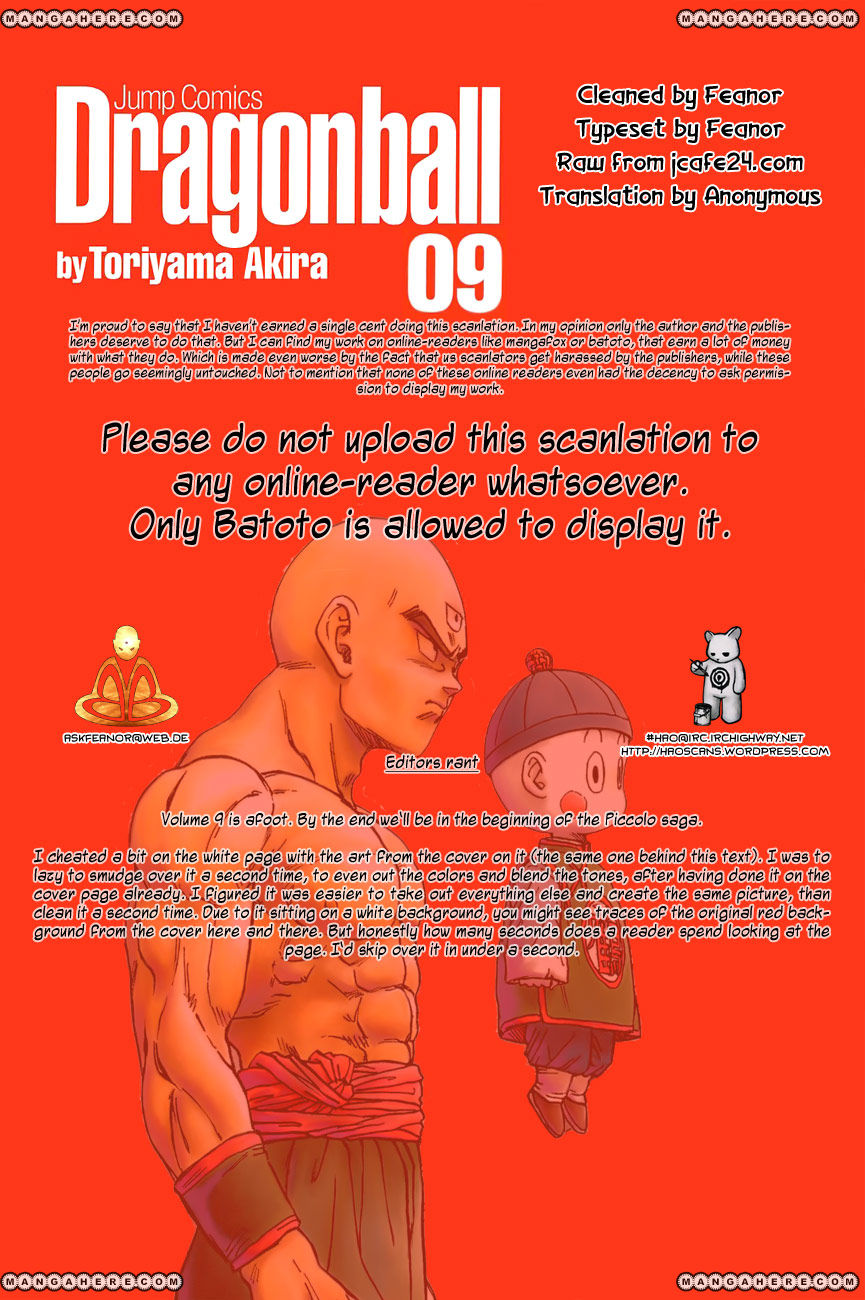 MANGAHERE.COM
MANGAHERE.COM
Jump Comics
Dragonball
by Toriyama Akira
09
Cleaned by Feanor
Typeset by Feanor
Raw from jcafe24.com
Translation by Anonymous
I'm proud to say that I haven't earned a single cent doing this scanlation. In my opinion only the author and the publis-
hers deserve to do that. But I can find my work on online-readers like mangafox or batoto, that earn a lot of money
with what they do. Which is made even worse by the fact that us scanlators get harassed by the publishers, while these
people go seemingly untouched. Not to mention that none of these online readers even had the decency to ask permis-
sion to display my work.
Please do not upload this scanlation to
any online-reader whatsoever.
Only Batoto is allowed to display it.
ASKFEANOR@WEB.DE
#HAO@IRC.IRCHIGHWAY.NET
HTTP://HAOSCANS.WORDPRESS.COM
Editors rant
Volume 9 is afoot. By the end we'll be in the beginning of the Piccolo saga.
I cheated a bit on the white page with the art from the cover on it (the same one behind this text). I was to
lazy to smudge over it a second time, to even out the colors and blend the tones, after having done it on the
cover page already. I figured it was easier to take out everything else and create the same picture, than
clean it a second time. Due to it sitting on a white background, you might see traces of the original red back-
ground from the cover here and there. But honestly how many seconds does a reader spend looking at the
page. I'd skip over it in under a second.
MANGAHERE.COM
MANGAHERE.COM